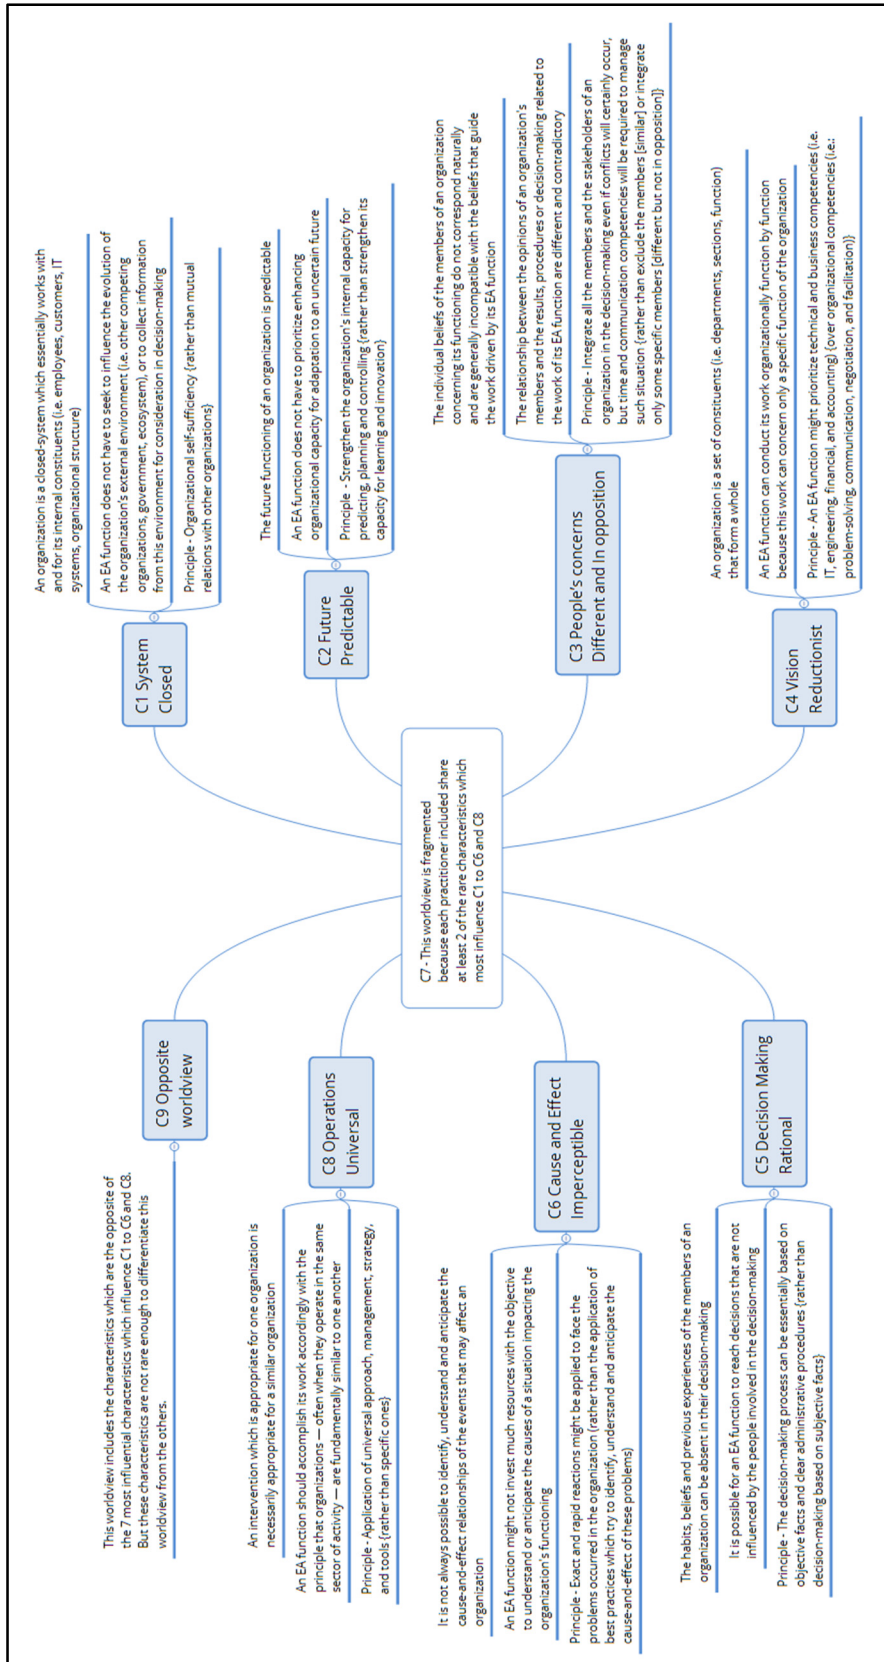 C7 - This worldview is fragmented
because each practitioner included share
at least 2 of the rare characteristics which
most influence C1 to C6 and C8
C1 System
Closed
An organization is a closed-system which essentially works with
and for its internal constituents (i.e. employees, customers, IT
systems, organizational structure)
An EA function does not have to seek to influence the evolution of
the organization's external environment (i.e. other competing
organizations, government, ecosystem), or to collect information
from this environment for consideration in decision-making
Principle - Organizational self-sufficiency {rather than mutual
relations with other organizations}
C2 Future
Predictable
The future functioning of an organization is predictable
An EA function does not have to prioritize enhancing
organizational capacity for adaptation to an uncertain future
Principle - Strengthen the organization's internal capacity for
predicting, planning and controlling {rather than strengthen its
capacity for learning and innovation}
C3 People's concerns
Different and In opposition
The individual beliefs of the members of an organization
concerning its functioning do not correspond naturally
and are generally incompatible with the beliefs that guide
the work driven by its EA function
The relationship between the opinions of an organization's
members and the results, procedures or decision-making related to
the work of its EA function are different and contradictory
Principle - Integrate all the members and the stakeholders of an
organization in the decision-making even if conflicts will certainly occur,
but time and communication competencies will be required to manage
such situation {rather than exclude the members [similar] or integrate
only some specific members [different but not in opposition]]}
C4 Vision
Reductionist
An organization is a set of constituents (i.e. departments, sections, function)
that form a whole
An EA function can conduct its work organizationally function by function
because this work can concern only a specific function of the organization
Principle - An EA function might prioritize technical and business competencies (i.e.
IT, engineering, financial, and accounting) {over organizational competencies (i.e.:
problem-solving, communication, negotiation, and facilitation)}
C9 Opposite
worldview
This worldview includes the characteristics which are the opposite of
the 7 most influential characteristics which influence C1 to C6 and C8.
But these characteristics are not rare enough to differentiate this
worldview from the others.
C8 Operations
Universal
An intervention which is appropriate for one organization is
necessarily appropriate for a similar organization
An EA function should accomplish its work accordingly with the
principle that organizations — often when they operate in the same
sector of activity — are fundamentally similar to one another
Principle - Application of universal approach, management, strategy,
and tools {rather than specific ones}
C6 Cause and Effect
Imperceptible
It is not always possible to identify, understand and anticipate the
cause-and-effect relationships of the events that may affect an
organization
An EA function might not invest much resources with the objective
to understand or anticipate the causes of a situation impacting the
organization's functioning
Principle - Exact and rapid reactions might be applied to face the
problems occurred in the organization {rather than the application of
best practices which try to identify, understand and anticipate the
cause-and-effect of these problems}
C5 Decision Making
Rational
The habits, beliefs and previous experiences of the members of an
organization can be absent in their decision-making
It is possible for an EA function to reach decisions that are not
influenced by the people involved in the decision-making
Principle - The decision-making process can be essentially based on
objective facts and clear administrative procedures {rather than
decision-making based on subjective facts}